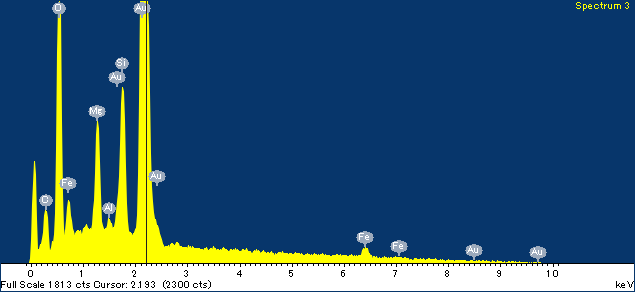 Spectrum 3
O Au
Si
Au
Mg
Au
Fe
Al
C
Fe Fe Au Au
0 1 2 3 4 5 6 7 8 9 10
Full Scale 1813 cts Cursor: 2.193 (2300 cts) keV